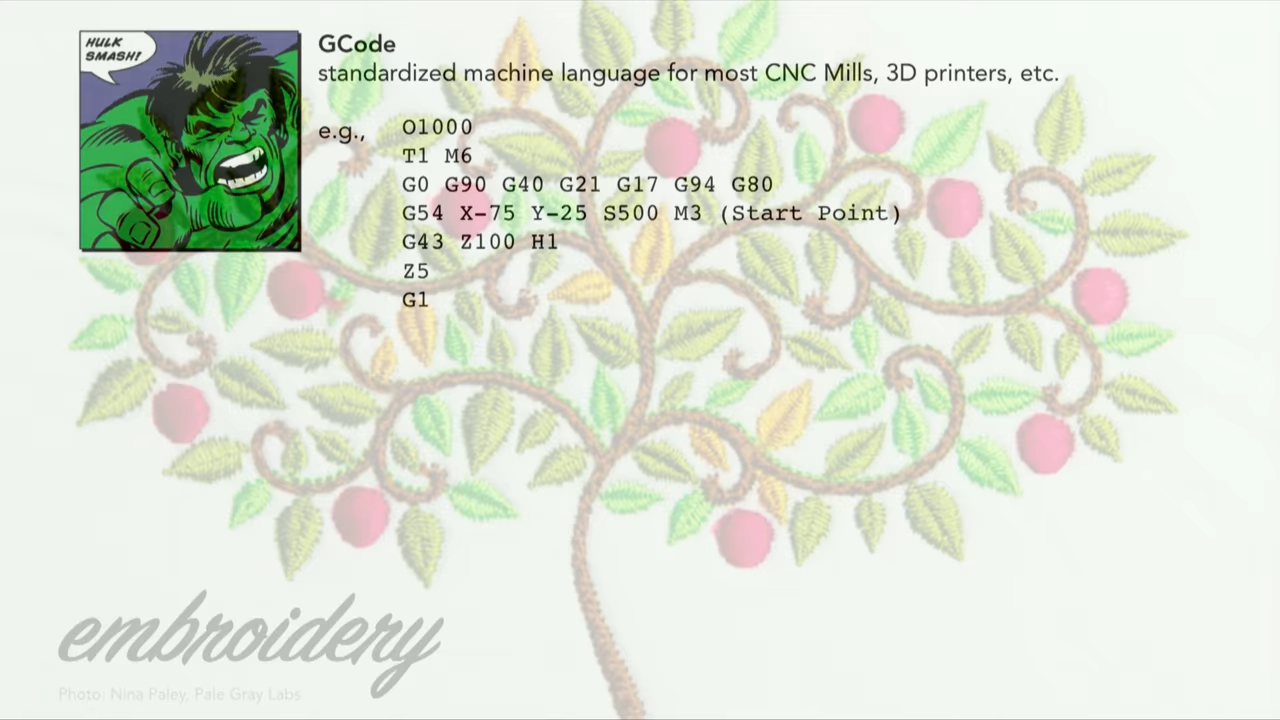 HULK
SMASH!
GCode
standardized machine language for most CNC Mills, 3D printers, etc.
e.g., O1000
T1 M6
G0 G90 G40 G21 G17 G94 G80
G54 X-75 Y-25 S500 M3 (Start Point)
G43 Z100 H1
Z5
G1
embroidery
Photo: Nina Paley, Pale Gray Labs